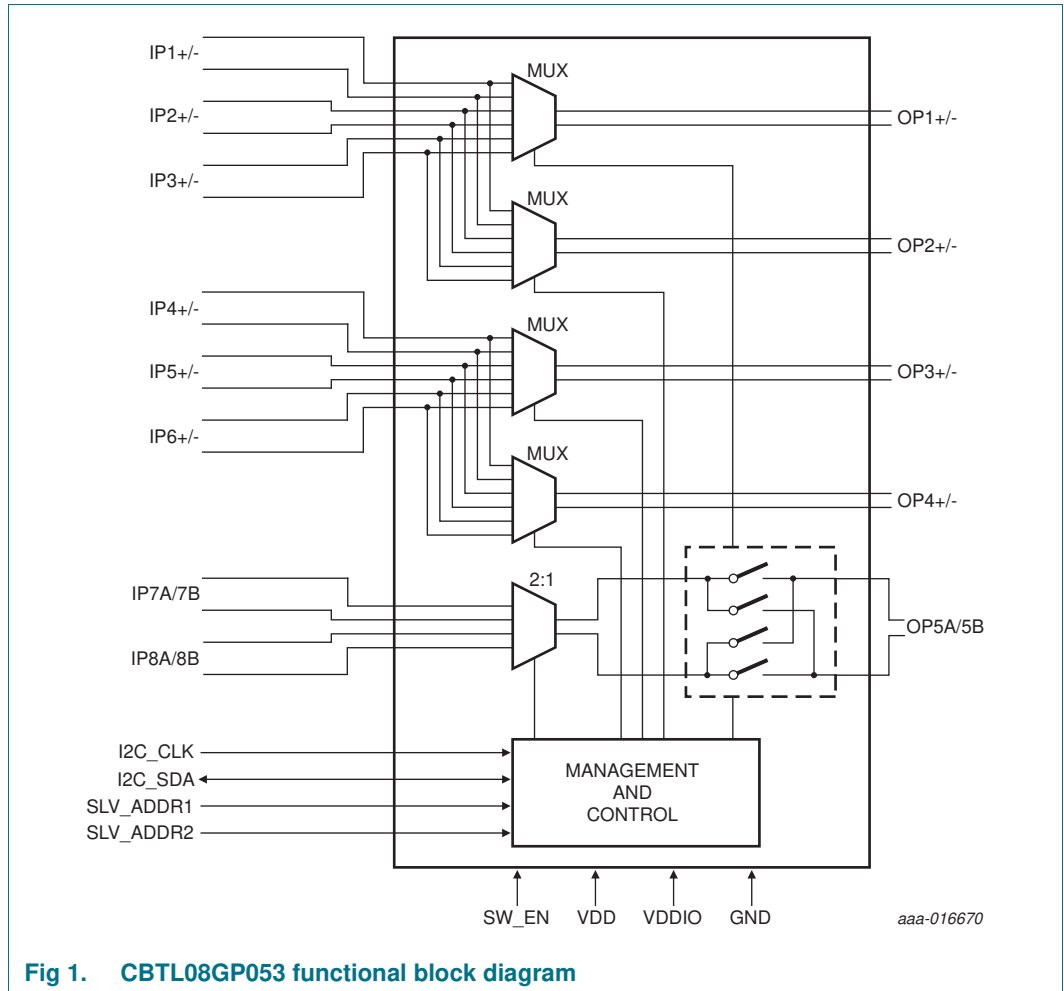 IP1+/-
MUX
IP2+/-
OP1+/-
IP3+/-
MUX
OP2+/-
IP4+/-
MUX
IP5+/-
OP3+/-
IP6+/-
MUX
OP4+/-
2:1
IP7A/7B
OP5A/5B
IP8A/8B
I2C_CLK
I2C_SDA
SLV_ADDR1
SLV_ADDR2
MANAGEMENT
AND
CONTROL
SW_EN VDD VDDIO GND
aaa-016670
Fig 1. CBTL08GP053 functional block diagram